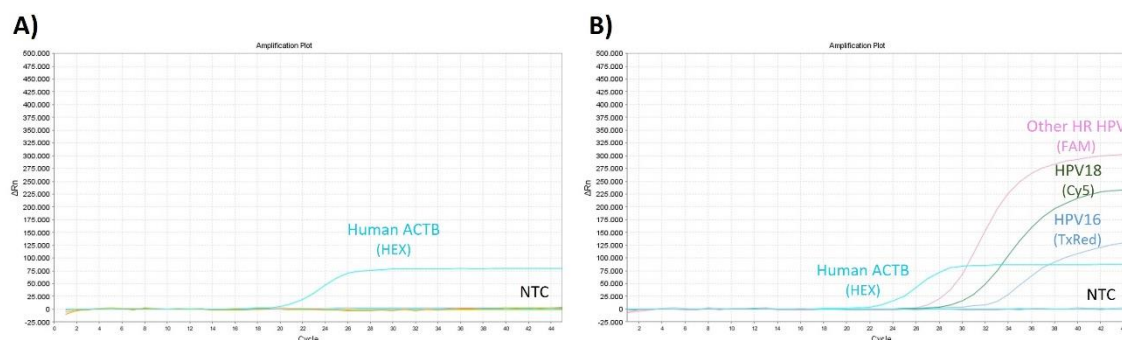 A)
Amplification Plot
500.000
475.000
450.000
425.000
400.000
375.000
350.000
325.000
300.000
275.000
250.000
225.000
200.000
175.000
150.000
125.000
100.000
75.000
50.000
25.000
0
-25.000
ΔRn
Human ACTB
(HEX)
NTC
0 2 4 6 8 10 12 14 16 18 20 22 24 26 28 30 32 34 36 38 40 42 44
Cycle
B)
Amplification Plot
500.000
475.000
450.000
425.000
400.000
375.000
350.000
325.000
300.000
275.000
250.000
225.000
200.000
175.000
150.000
125.000
100.000
75.000
50.000
25.000
0
-25.000
ΔRn
Other HR HPV
(FAM)
HPV18
(Cy5)
HPV16
(TxRed)
Human ACTB
(HEX)
NTC
2 4 6 8 10 12 14 16 18 20 22 24 26 28 30 32 34 36 38 40 42 44
Cycle